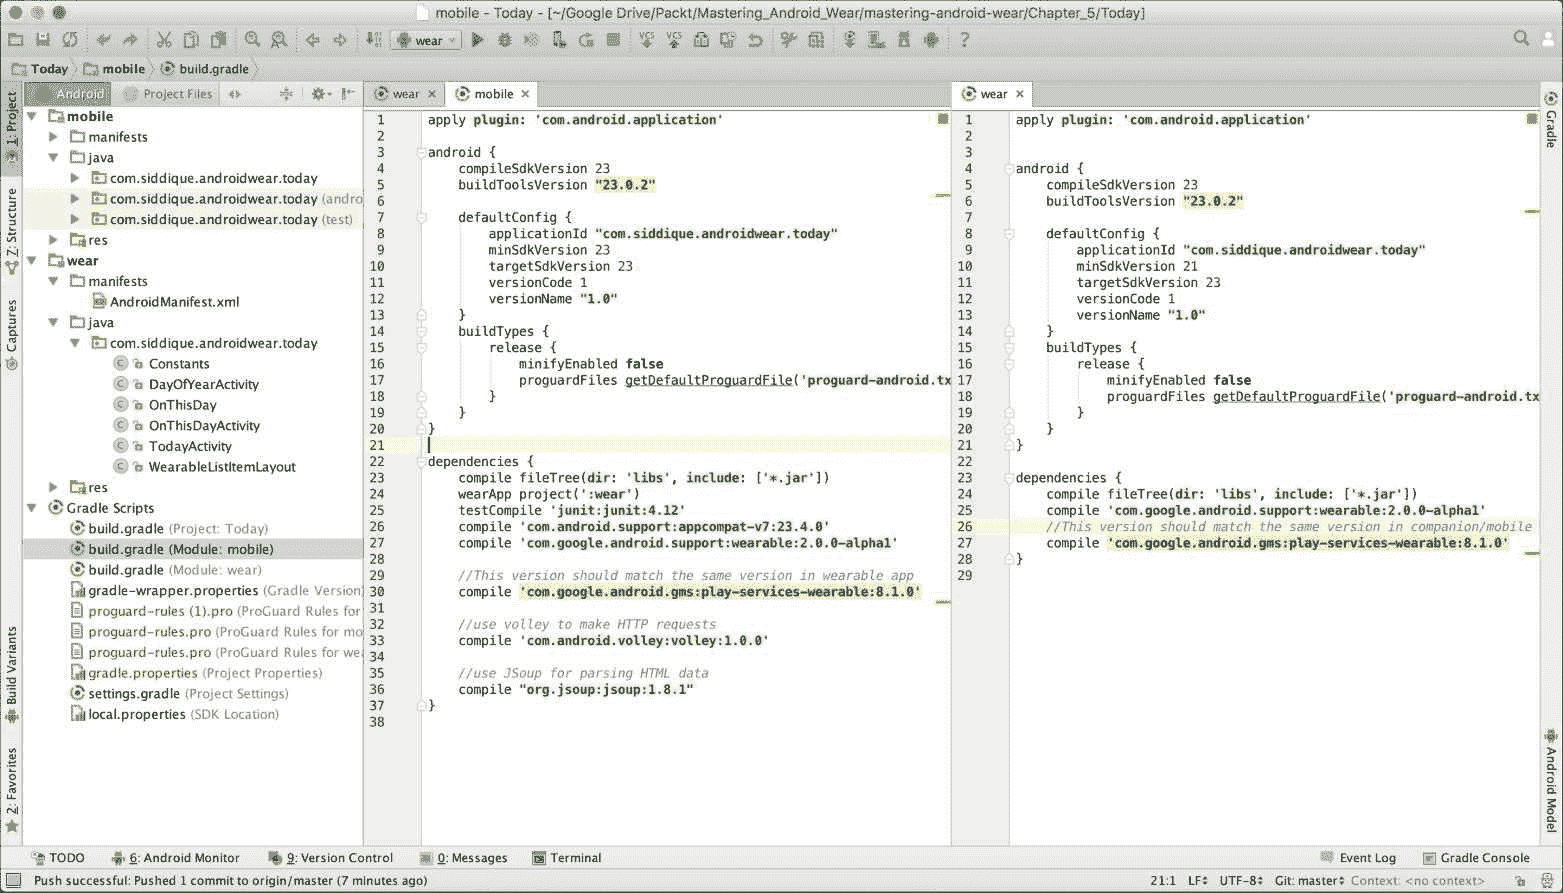 mobile - Today - [~/Google Drive/Packt/Mastering_Android_Wear/mastering-android-wear/Chapter_5/Today]
wear
Today mobile build.gradle
1: Project
Z: Structure
Captures
Build Variants
2: Favorites
Android Project Files
mobile
manifests
java
com.siddique.androidwear.today
com.siddique.androidwear.today (andro
com.siddique.androidwear.today (test)
res
wear
manifests
AndroidManifest.xml
java
com.siddique.androidwear.today
Constants
DayOfYearActivity
OnThisDay
OnThisDayActivity
TodayActivity
WearableListItemLayout
res
Gradle Scripts
build.gradle (Project: Today)
build.gradle (Module: mobile)
build.gradle (Module: wear)
gradle-wrapper.properties (Gradle Version)
proguard-rules (1).pro (ProGuard Rules for
proguard-rules.pro (ProGuard Rules for mo
proguard-rules.pro (ProGuard Rules for wea
gradle.properties (Project Properties)
settings.gradle (Project Settings)
local.properties (SDK Location)
wear mobile
1 apply plugin: 'com.android.application'
2
3 android {
4 compileSdkVersion 23
5 buildToolsVersion "23.0.2"
6
7 defaultConfig {
8 applicationId "com.siddique.androidwear.today"
9 minSdkVersion 23
10 targetSdkVersion 23
11 versionCode 1
12 versionName "1.0"
13 }
14 buildTypes {
15 release {
16 minifyEnabled false
17 proguardFiles getDefaultProguardFile('proguard-android.tx
18 }
19 }
20 }
21
22 dependencies {
23 compile fileTree(dir: 'libs', include: ['*.jar'])
24 wearApp project(':wear')
25 testCompile 'junit:junit:4.12'
26 compile 'com.android.support:appcompat-v7:23.4.0'
27 compile 'com.google.android.support:wearable:2.0.0-alpha1'
28
29 //This version should match the same version in wearable app
30 compile 'com.google.android.gms:play-services-wearable:8.1.0'
31
32 //use volley to make HTTP requests
33 compile 'com.android.volley:volley:1.0.0'
34
35 //use JSoup for parsing HTML data
36 compile "org.jsoup:jsoup:1.8.1"
37 }
38
wear
1 apply plugin: 'com.android.application'
2
3
4 android {
5 compileSdkVersion 23
6 buildToolsVersion "23.0.2"
7
8 defaultConfig {
9 applicationId "com.siddique.androidwear.today"
10 minSdkVersion 21
11 targetSdkVersion 23
12 versionCode 1
13 versionName "1.0"
14 }
15 buildTypes {
16 release {
17 minifyEnabled false
18 proguardFiles getDefaultProguardFile('proguard-android.tx
19 }
20 }
21 }
22
23 dependencies {
24 compile fileTree(dir: 'libs', include: ['*.jar'])
25 compile 'com.google.android.support:wearable:2.0.0-alpha1'
26 //This version should match the same version in companion/mobile
27 compile 'com.google.android.gms:play-services-wearable:8.1.0'
28 }
29
Gradle
Android Model
TODO 6: Android Monitor 9: Version Control 0: Messages Terminal Event Log Gradle Console
Push successful: Pushed 1 commit to origin/master (7 minutes ago) 21:1 LF UTF-8 Git: master Context: <no context>